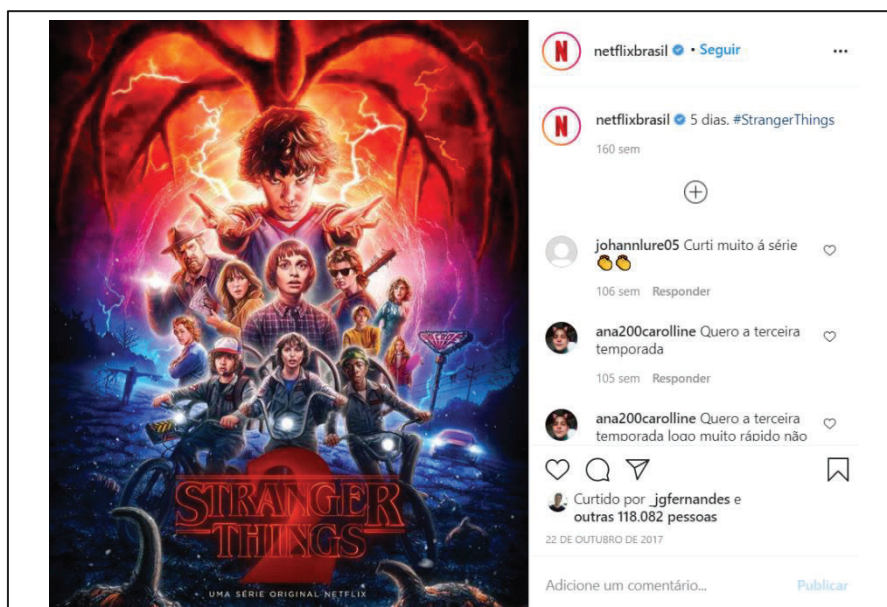 STRANGER
THINGS
2
UMA SÉRIE ORIGINAL NETFLIX
N
netflixbrasil • Seguir
N
netflixbrasil 5 dias. #StrangerThings
160 sem
johannlure05 Curti muito á série
106 sem Responder
ana200carolline Quero a terceira
temporada
105 sem Responder
ana200carolline Quero a terceira
temporada logo muito rápido não
Curtido por _jgfernandes e
outras 118.082 pessoas
22 DE OUTUBRO DE 2017
Adicione um comentário... Publicar